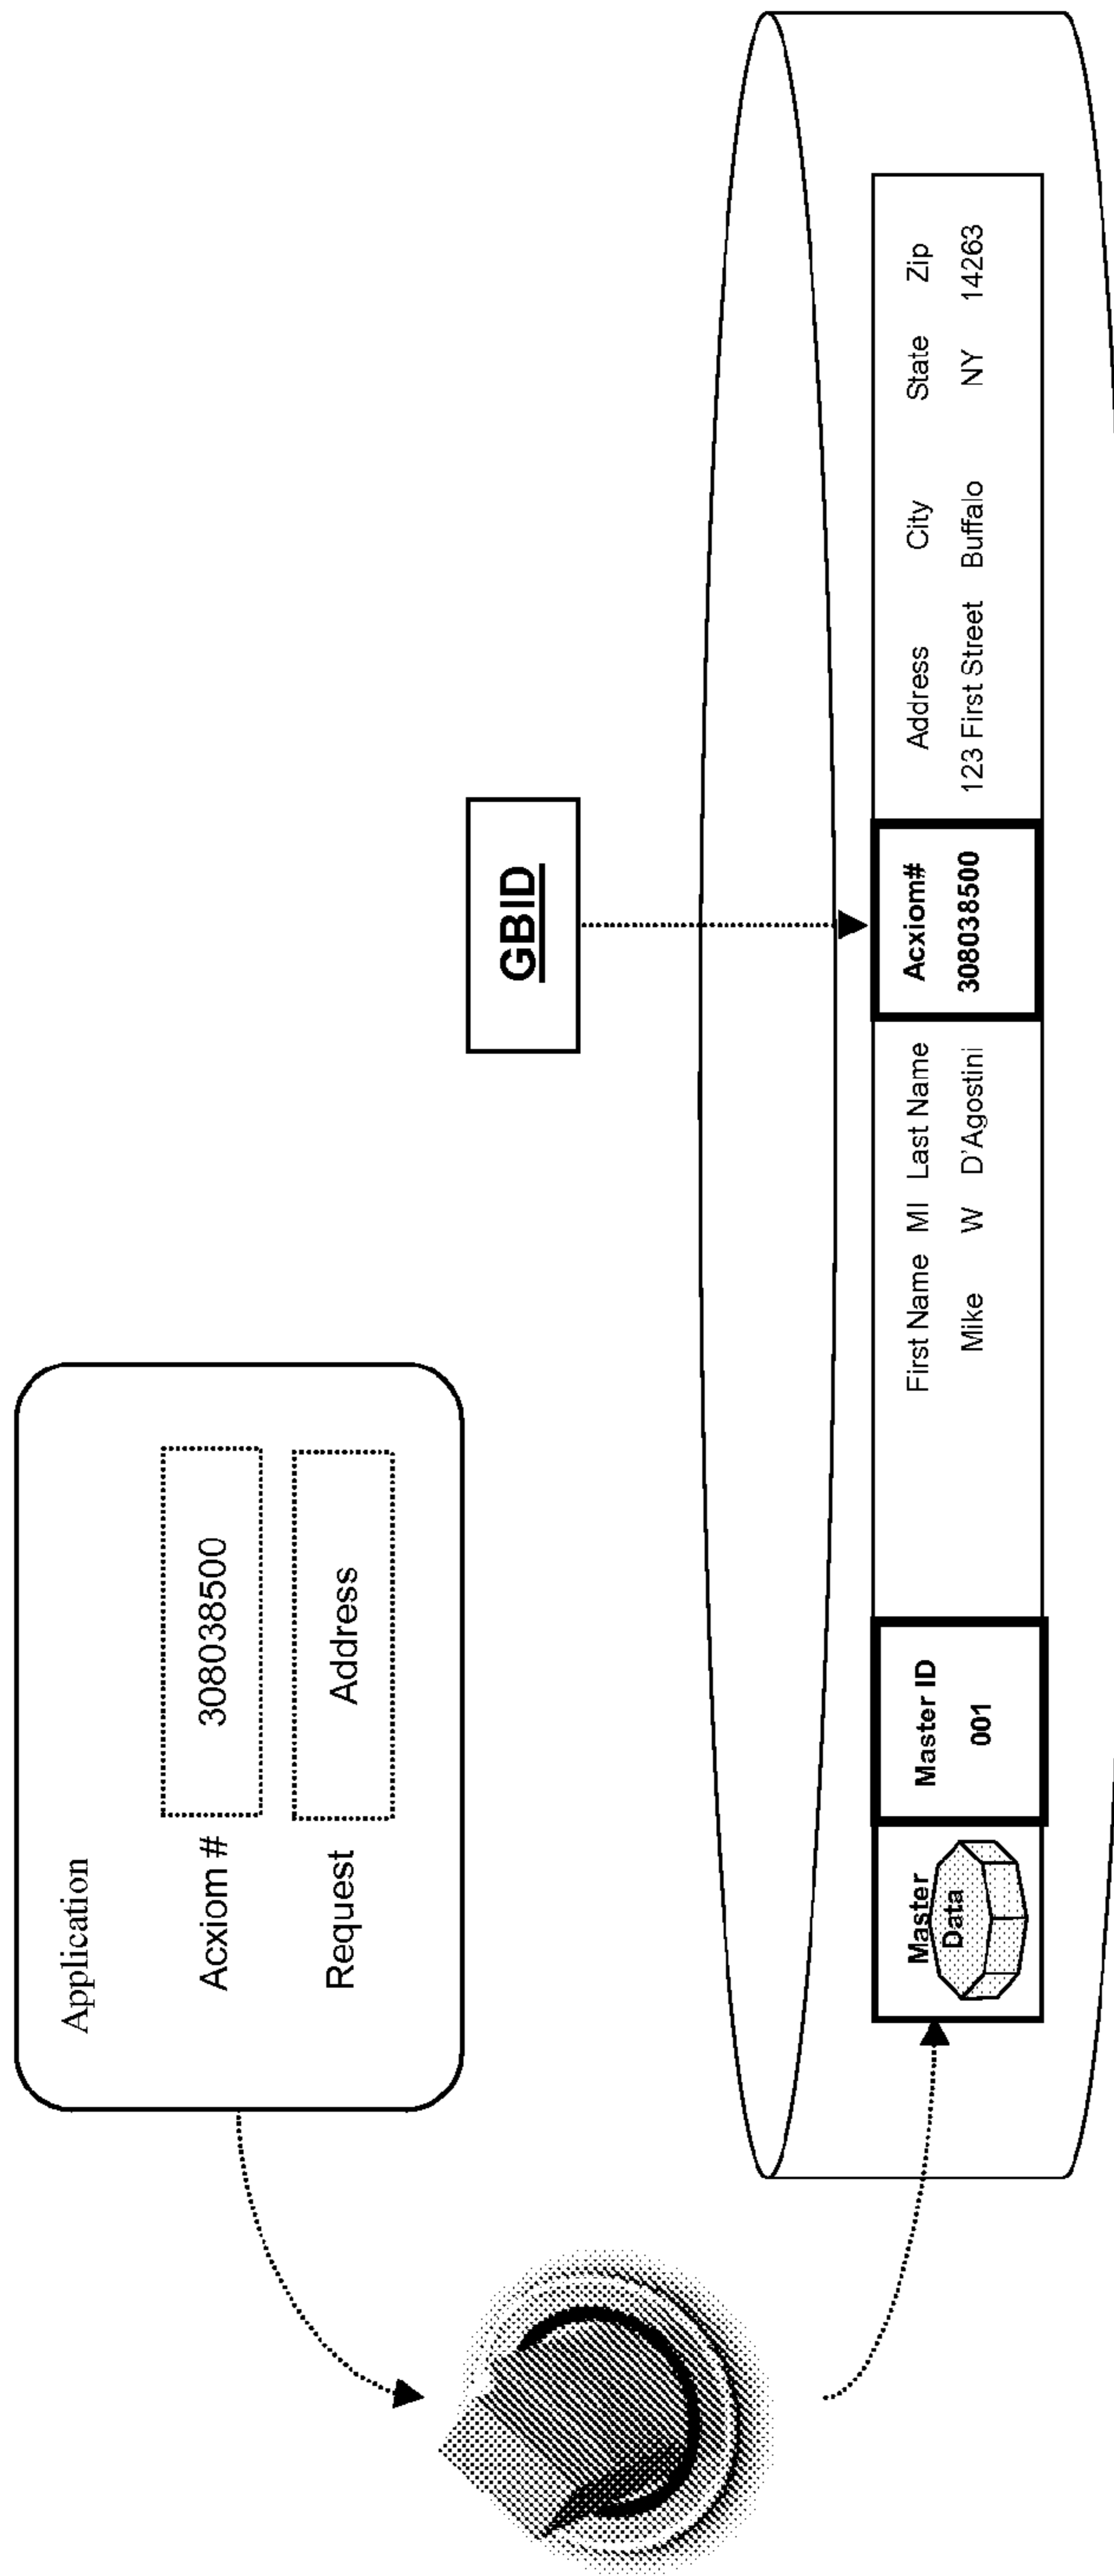 Application
Acxiom # 308038500
Request Address
GBID
Master Data
Master ID First Name MI Last Name Acxiom# Address City State Zip
001 Mike W D'Agostini 308038500 123 First Street Buffalo NY 14263